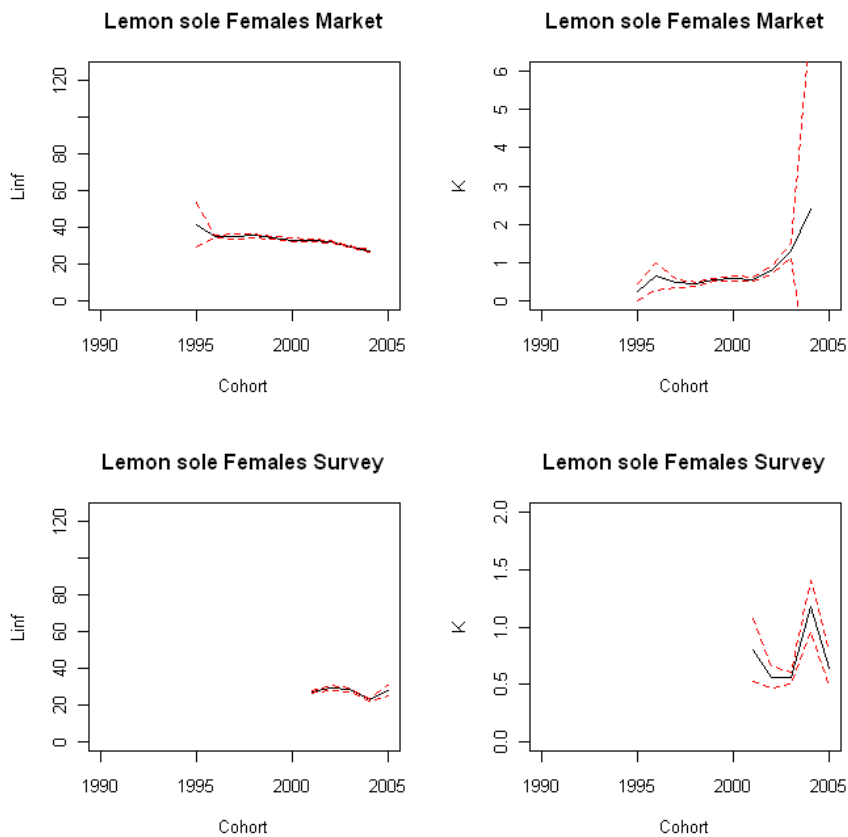 Lemon sole Females Market
Linf
0 20 40 60 80 120
1990 1995 2000 2005
Cohort
Lemon sole Females Market
K
0 1 2 3 4 5 6
1990 1995 2000 2005
Cohort
Lemon sole Females Survey
Linf
0 20 40 60 80 120
1990 1995 2000 2005
Cohort
Lemon sole Females Survey
K
0.0 0.5 1.0 1.5 2.0
1990 1995 2000 2005
Cohort